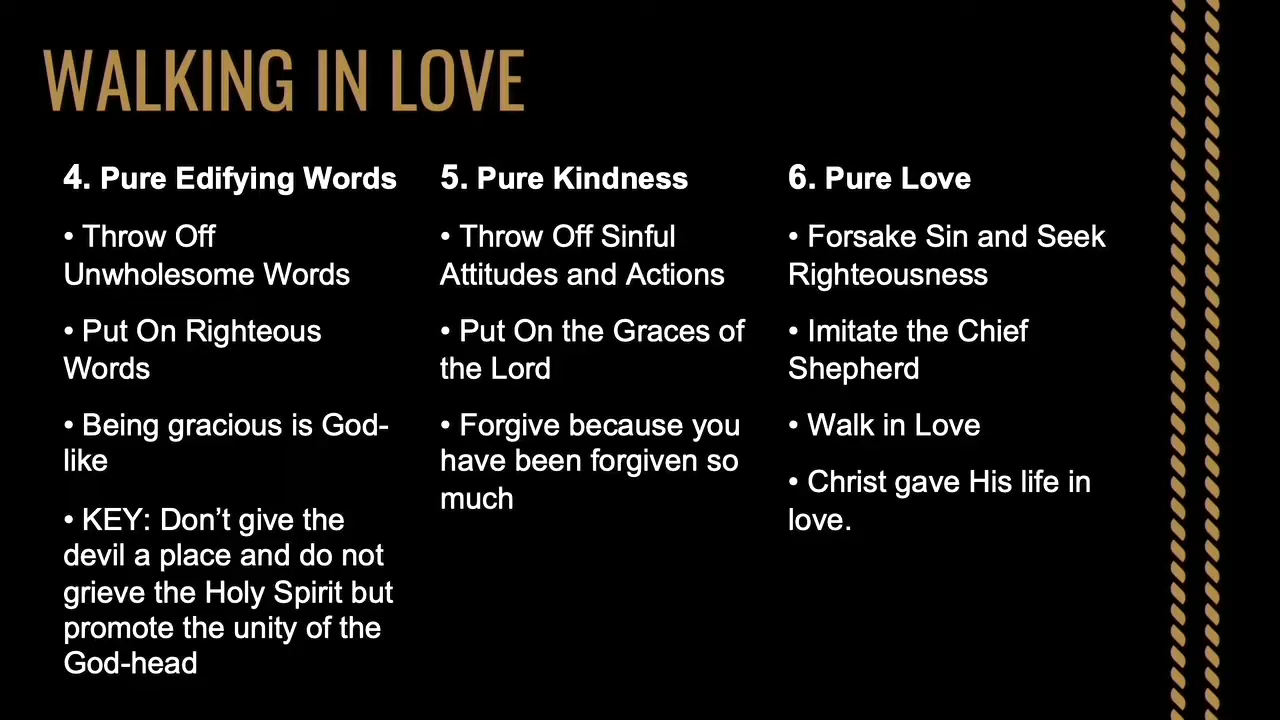 WALKING IN LOVE
4. Pure Edifying Words
• Throw Off
Unwholesome Words
• Put On Righteous
Words
• Being gracious is God-
like
• KEY: Don’t give the
devil a place and do not
grieve the Holy Spirit but
promote the unity of the
God-head
5. Pure Kindness
• Throw Off Sinful
Attitudes and Actions
• Put On the Graces of
the Lord
• Forgive because you
have been forgiven so
much
6. Pure Love
• Forsake Sin and Seek
Righteousness
• Imitate the Chief
Shepherd
• Walk in Love
• Christ gave His life in
love.